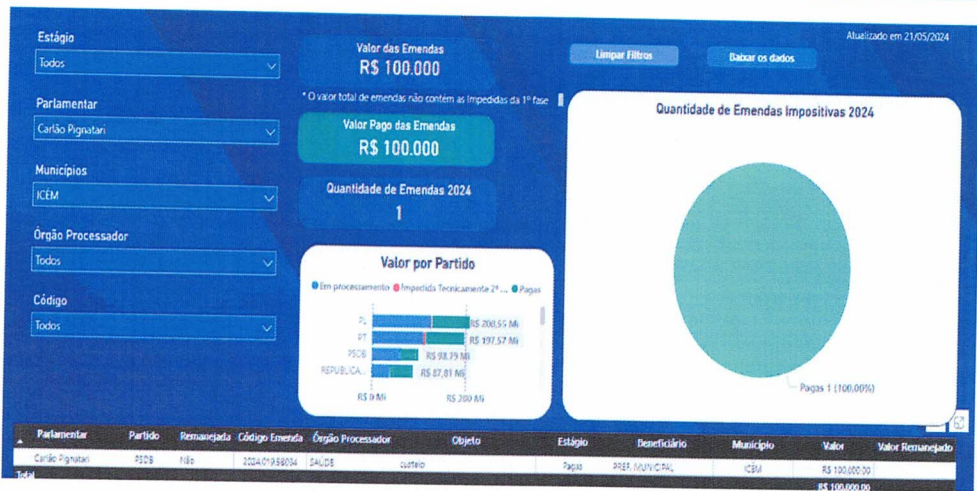 Atualizado em 21/05/2024
Estágio
Todos
Parlamentar
Carlão Pignatari
Municípios
ICÉM
Órgão Processador
Todos
Código
Todos
Valor das Emendas
R$ 100.000
* O valor total de emendas não contém as impedidas da 1ª fase
Valor Pago das Emendas
R$ 100.000
Quantidade de Emendas 2024
1
Limpar Filtros
Baixar os dados
Valor por Partido
Em processamento Impedida Tecnicamente 2ª ... Pagas
PL R$ 200,55 Mi
PT R$ 197,57 Mi
PSDB R$ 98,79 Mi
REPUBLICA... R$ 87,81 Mi
R$ 0 Mi R$ 200 Mi
Quantidade de Emendas Impositivas 2024
Pagas 1 (100,00%)
Parlamentar Partido Remanejada Código Emenda Órgão Processador Objeto Estágio Beneficiário Município Valor Valor Remanejado
Carlão Pignatari PSDB Não SAÚDE custeio Pagas PREF. MUNICIPAL ICÉM R$ 100.000,00
Total R$ 100.000,00